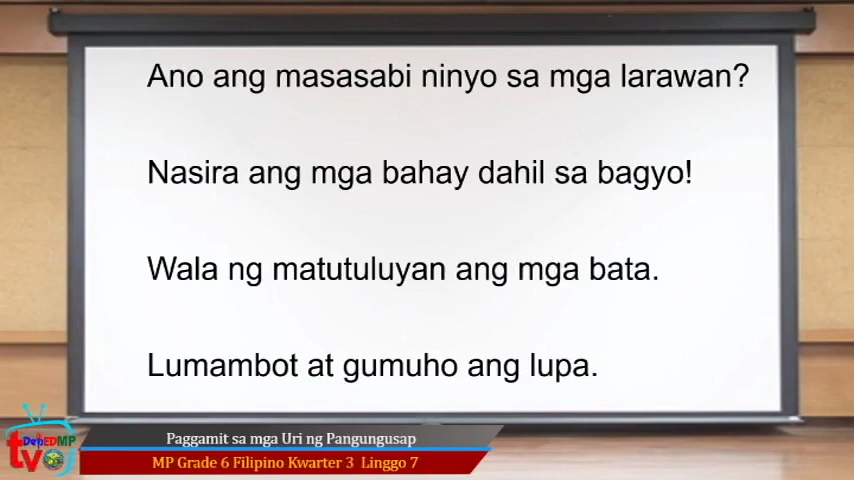 Ano ang masasabi ninyo sa mga larawan?
Nasira ang mga bahay dahil sa bagyo!
Wala ng matutuluyan ang mga bata.
Lumambot at gumuho ang lupa.
Paggamit sa mga Uri ng Pangungusap
MP Grade 6 Filipino Kwarter 3 Linggo 7
DepEDMP
tv